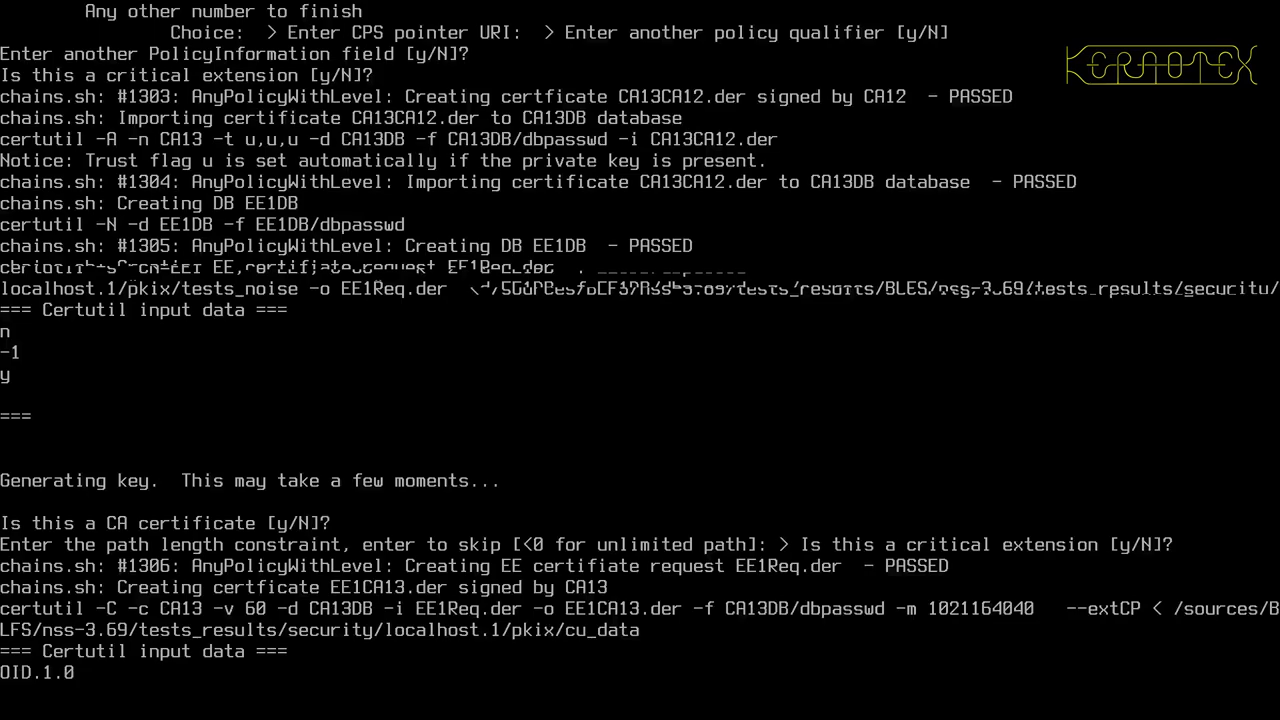 Any other number to finish
Choice:  > Enter CPS pointer URI:  > Enter another policy qualifier [y/N]
Enter another PolicyInformation field [y/N]?
Is this a critical extension [y/N]?
KERAOTEX
chains.sh: #1303: AnyPolicyWithLevel: Creating certficate CA13CA12.der signed by CA12  - PASSED
chains.sh: Importing certificate CA13CA12.der to CA13DB database
certutil -A -n CA13 -t u,u,u -d CA13DB -f CA13DB/dbpasswd -i CA13CA12.der
Notice: Trust flag u is set automatically if the private key is present.
chains.sh: #1304: AnyPolicyWithLevel: Importing certificate CA13CA12.der to CA13DB database  - PASSED
chains.sh: Creating DB EE1DB
certutil -N -d EE1DB -f EE1DB/dbpasswd
chains.sh: #1305: AnyPolicyWithLevel: Creating DB EE1DB  - PASSED
EE1Req.der
localhost.1/pkix/tests_noise -o EE1Req.der
=== Certutil input data ===
n
-1
y
===
Generating key.  This may take a few moments...
Is this a CA certificate [y/N]?
Enter the path length constraint, enter to skip [<0 for unlimited path]: > Is this a critical extension [y/N]?
chains.sh: #1306: AnyPolicyWithLevel: Creating EE certifiate request EE1Req.der  - PASSED
chains.sh: Creating certficate EE1CA13.der signed by CA13
certutil -C -c CA13 -v 60 -d CA13DB -i EE1Req.der -o EE1CA13.der -f CA13DB/dbpasswd -m 1021164040   --extCP < /sources/B
LFS/nss-3.69/tests_results/security/localhost.1/pkix/cu_data
=== Certutil input data ===
OID.1.0